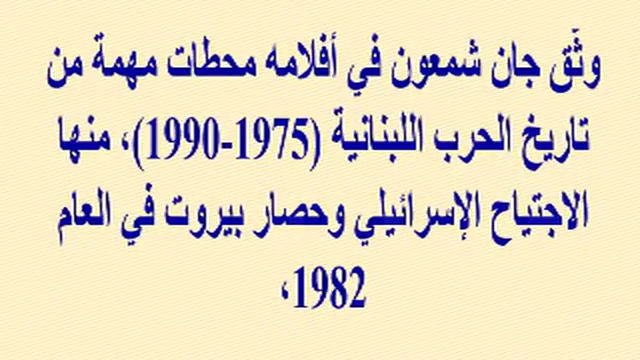 وثّق جان شمعون في أفلامه محطات مهمة من
تاريخ الحرب اللبنانية (1975-1990)، منها
الاجتياح الإسرائيلي وحصار بيروت في العام
1982،